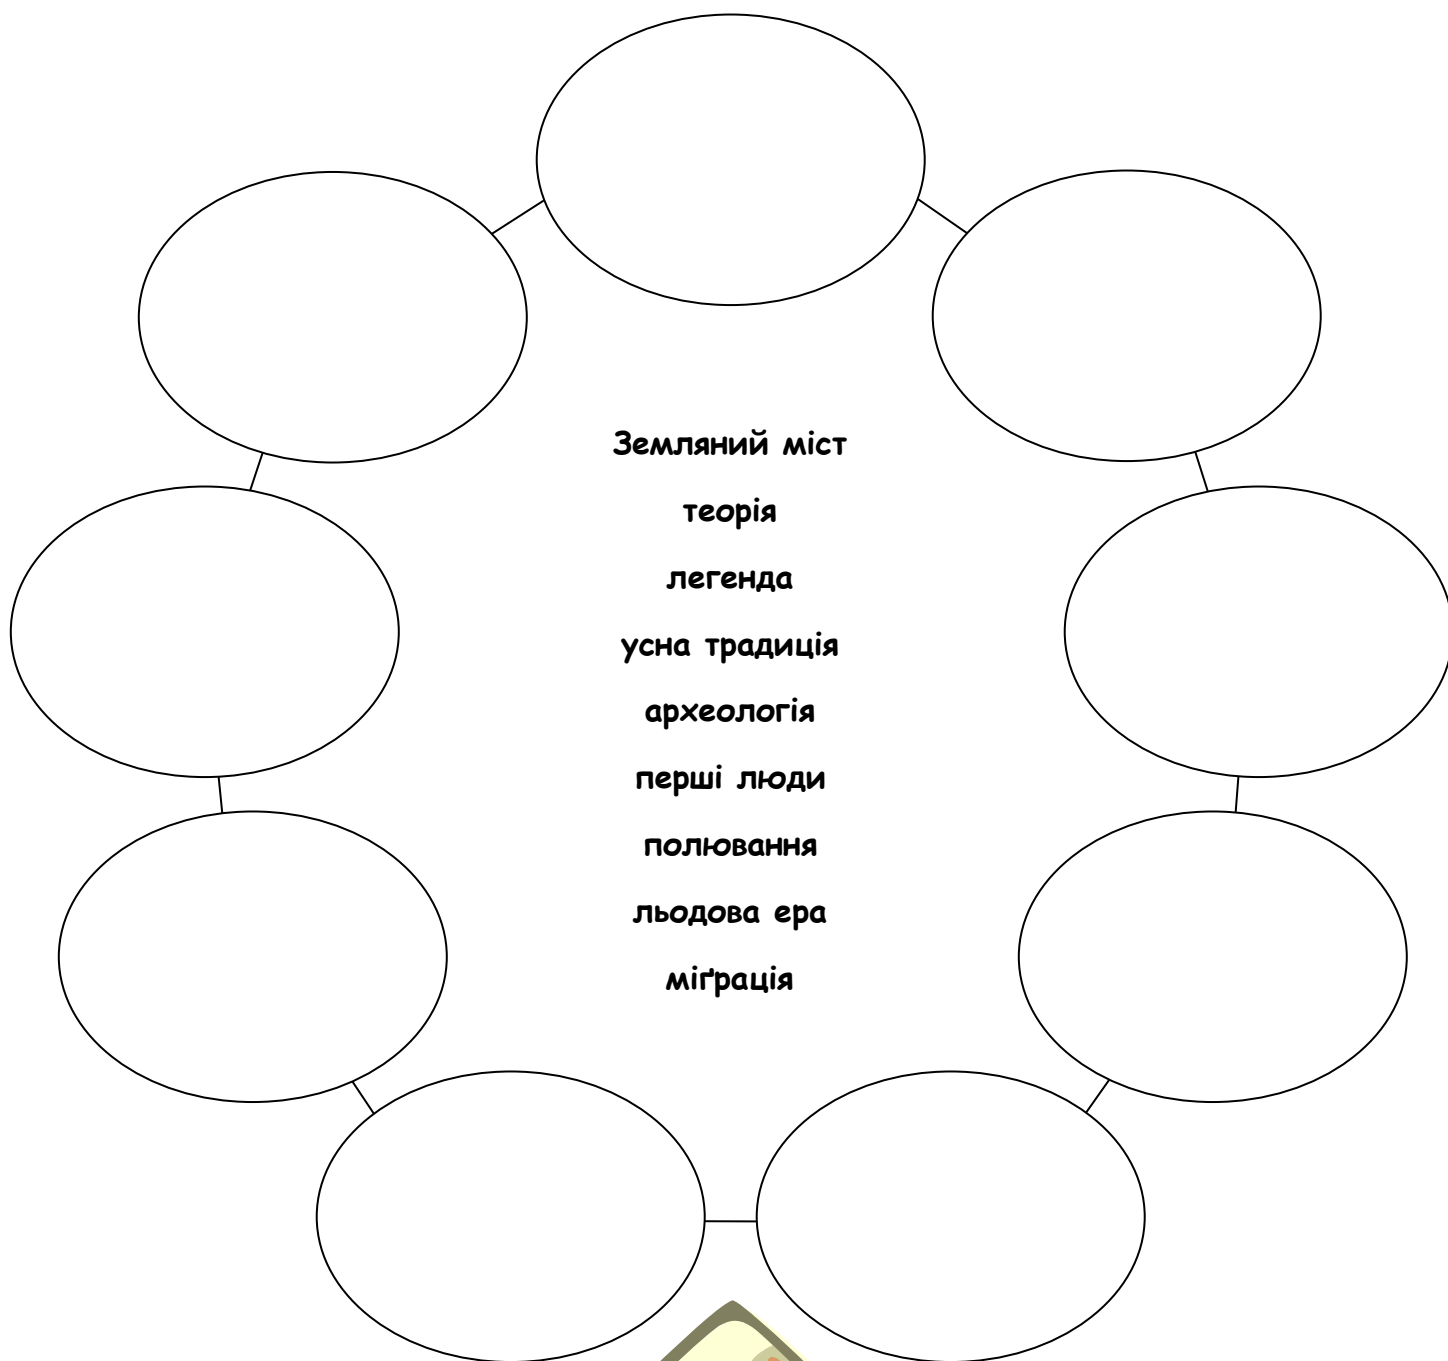 Земляний міст
теорія
легенда
усна традиція
археологія
перші люди
полювання
льодова ера
міґрація